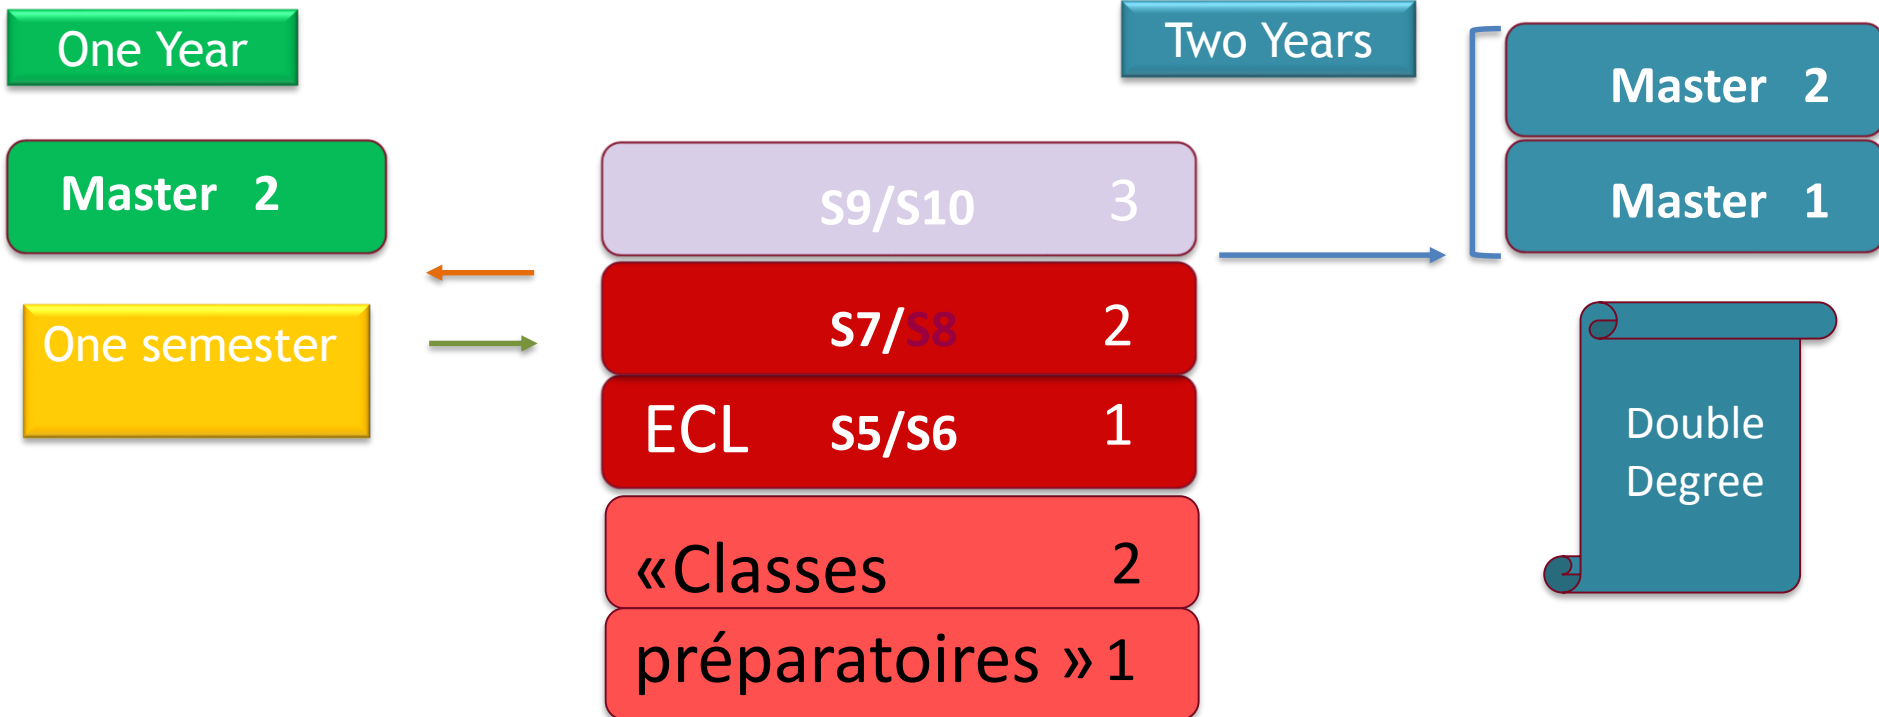 One Year
Two Years
Master 2
Master 2
Master 1
S9/S10 3
S7/S8 2
One semester
ECL S5/S6 1
Double
Degree
«Classes 2
préparatoires » 1